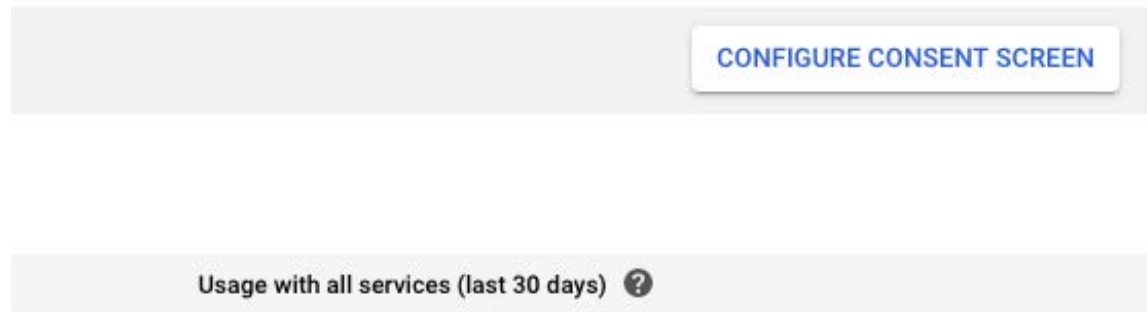 CONFIGURE CONSENT SCREEN
Usage with all services (last 30 days) ?